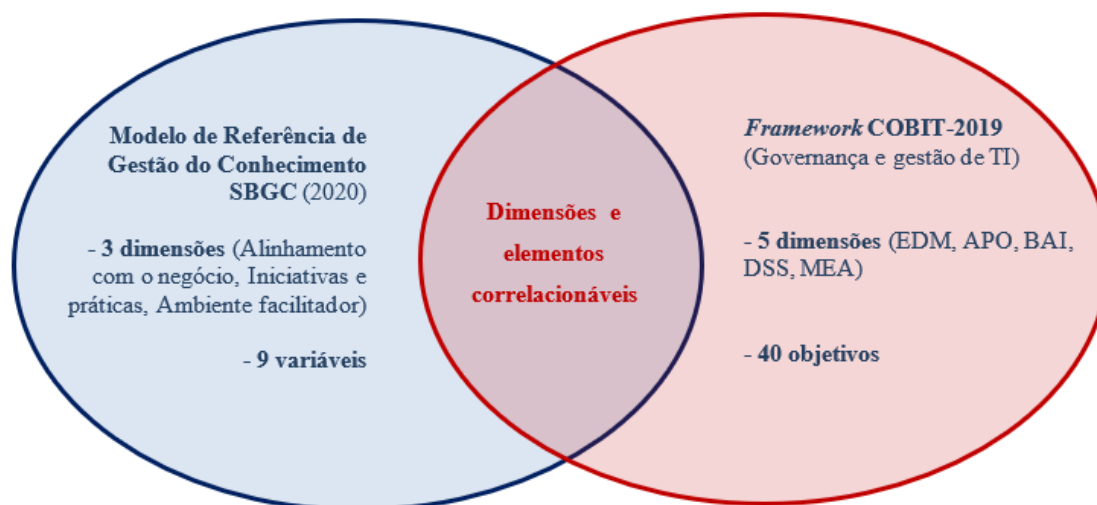 Modelo de Referência de
Gestão do Conhecimento
SBGC (2020)
- 3 dimensões (Alinhamento
com o negócio, Iniciativas e
práticas, Ambiente facilitador)
- 9 variáveis
Dimensões e
elementos
correlacionáveis
Framework COBIT-2019
(Governança e gestão de TI)
- 5 dimensões (EDM, APO, BAI,
DSS, MEA)
- 40 objetivos